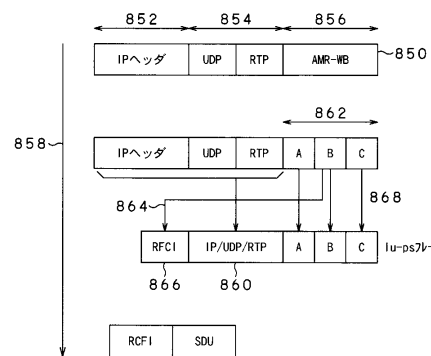 852 854 856
IPヘッダ UDP RTP AMR-WB 850
862
858 IPヘッダ UDP RTP A B C
864 868
RFCI IP/UDP/RTP A B C Iu-psフレ-
866 860
RCFI SDU